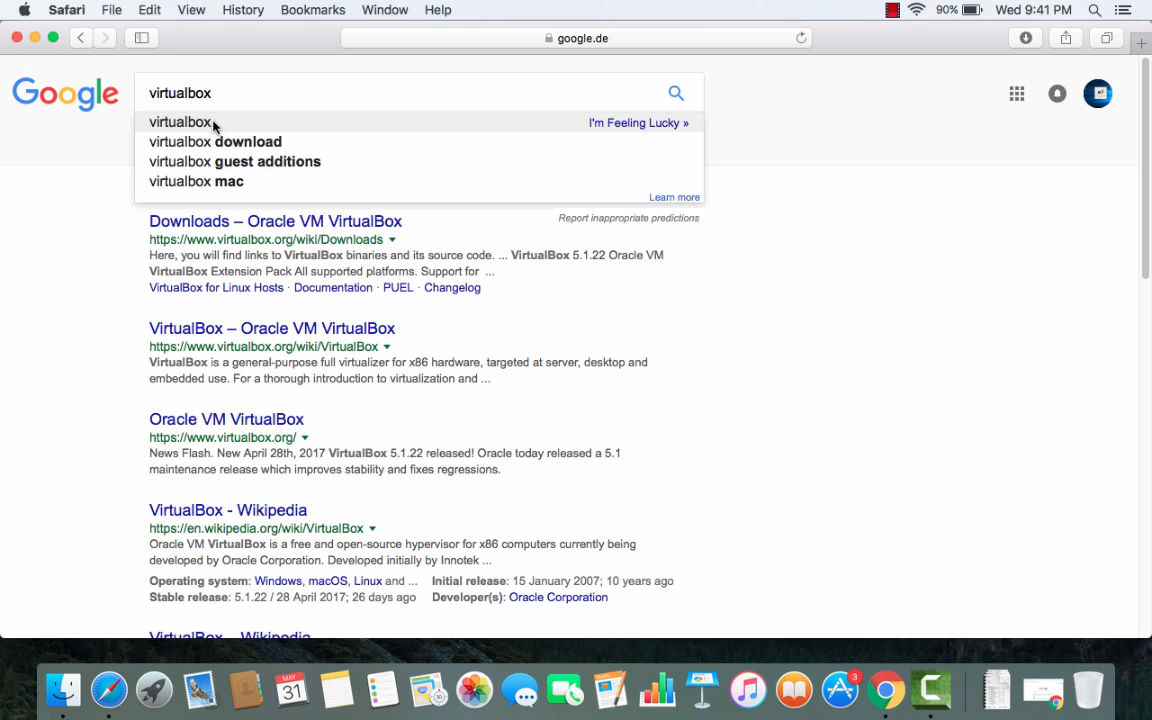 Safari File Edit View History Bookmarks Window Help 90% Wed 9:41 PM
google.de
Google virtualbox
virtualbox I'm Feeling Lucky »
virtualbox download
virtualbox guest additions
virtualbox mac
Learn more
Report inappropriate predictions
Downloads – Oracle VM VirtualBox
https://www.virtualbox.org/wiki/Downloads
Here, you will find links to VirtualBox binaries and its source code. ... VirtualBox 5.1.22 Oracle VM
VirtualBox Extension Pack All supported platforms. Support for ...
VirtualBox for Linux Hosts · Documentation · PUEL · Changelog
VirtualBox – Oracle VM VirtualBox
https://www.virtualbox.org/wiki/VirtualBox
VirtualBox is a general-purpose full virtualizer for x86 hardware, targeted at server, desktop and
embedded use. For a thorough introduction to virtualization and ...
Oracle VM VirtualBox
https://www.virtualbox.org/
News Flash. New April 28th, 2017 VirtualBox 5.1.22 released! Oracle today released a 5.1
maintenance release which improves stability and fixes regressions.
VirtualBox - Wikipedia
https://en.wikipedia.org/wiki/VirtualBox
Oracle VM VirtualBox is a free and open-source hypervisor for x86 computers currently being
developed by Oracle Corporation. Developed initially by Innotek ...
Operating system: Windows, macOS, Linux and ... Initial release: 15 January 2007; 10 years ago
Stable release: 5.1.22 / 28 April 2017; 26 days ago Developer(s): Oracle Corporation
VirtualBox – Wikipedia
MAY
31
3